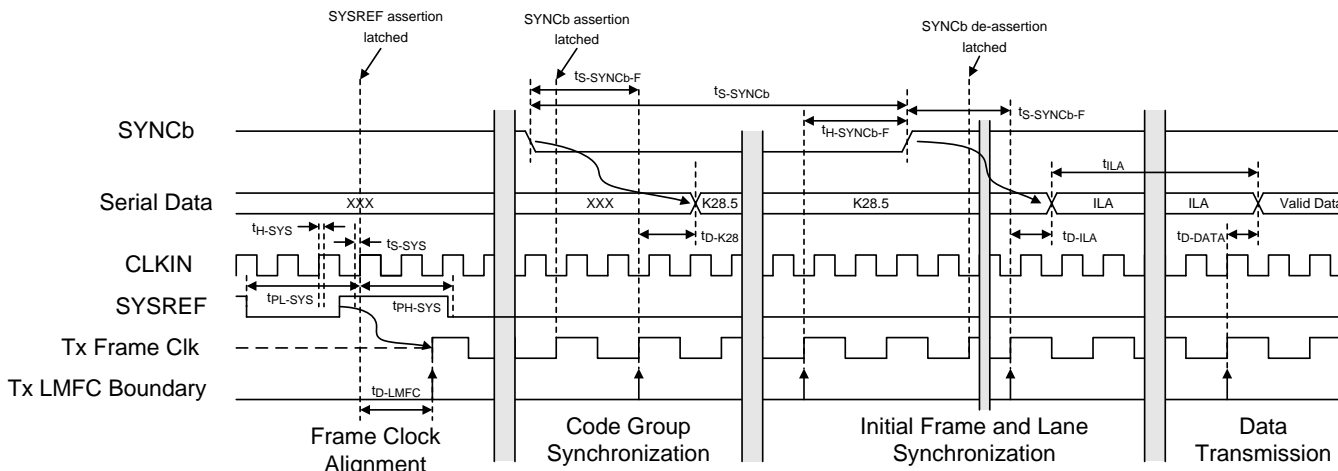 SYSREF assertion
latched
SYNCb assertion
latched
SYNCb de-assertion
latched
tS-SYNCb-F
tS-SYNCb
tS-SYNCb-F
tH-SYNCb-F
SYNCb
tILA
Serial Data
XXX
XXX
K28.5
K28.5
ILA
ILA
Valid Data
tH-SYS
tS-SYS
tD-K28
tD-ILA
tD-DATA
CLKIN
tPL-SYS
tPH-SYS
SYSREF
Tx Frame Clk
Tx LMFC Boundary
tD-LMFC
Frame Clock
Alignment
Code Group
Synchronization
Initial Frame and Lane
Synchronization
Data
Transmission